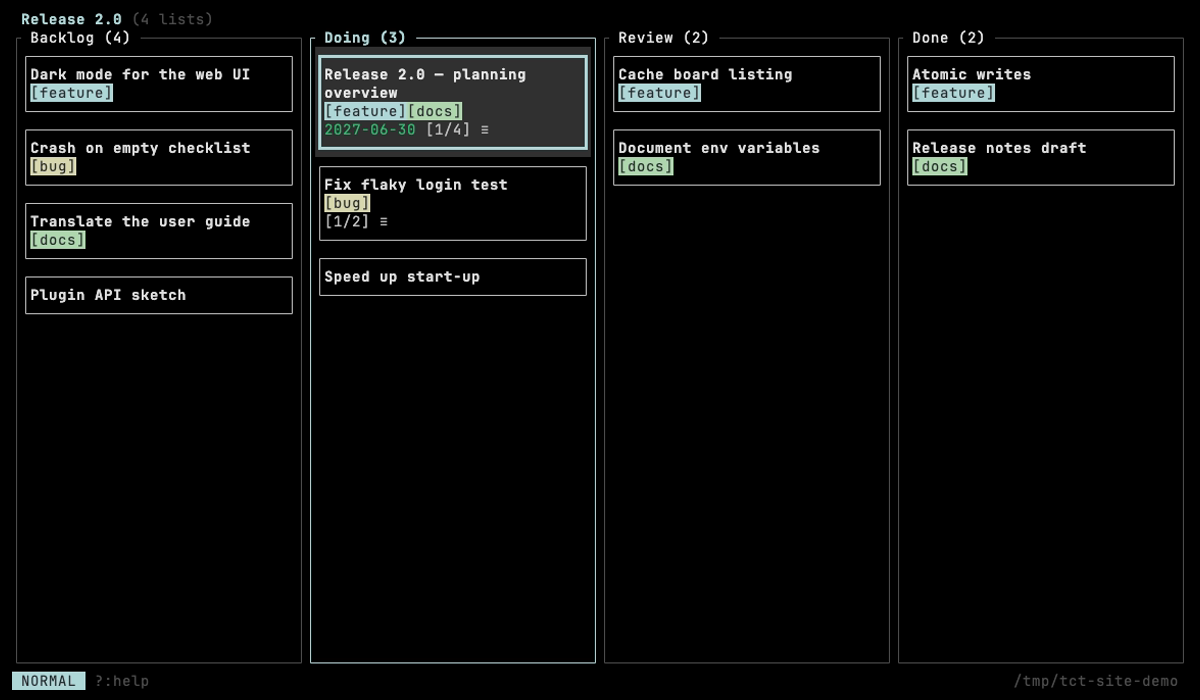 Release 2.0 (4 lists)
Backlog (4)
Dark mode for the web UI
[feature]
Crash on empty checklist
[bug]
Translate the user guide
[docs]
Plugin API sketch
Doing (3)
Release 2.0 — planning
overview
[feature][docs]
2027-06-30 [1/4] ≡
Fix flaky login test
[bug]
[1/2] ≡
Speed up start-up
Review (2)
Cache board listing
[feature]
Document env variables
[docs]
Done (2)
Atomic writes
[feature]
Release notes draft
[docs]
NORMAL ?:help
/tmp/tct-site-demo